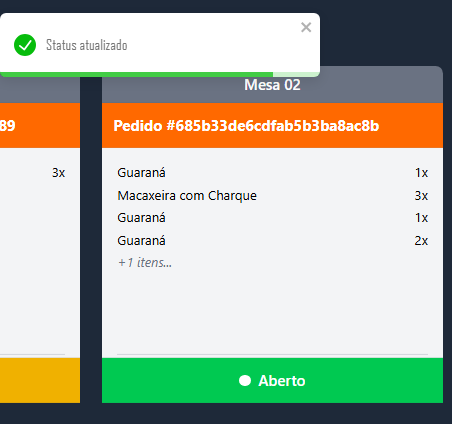 Status atualizado
Mesa 02
89
Pedido #685b33de6cdfab5b3ba8ac8b
3x
Guaraná 1x
Macaxeira com Charque 3x
Guaraná 1x
Guaraná 2x
+1 itens...
Aberto